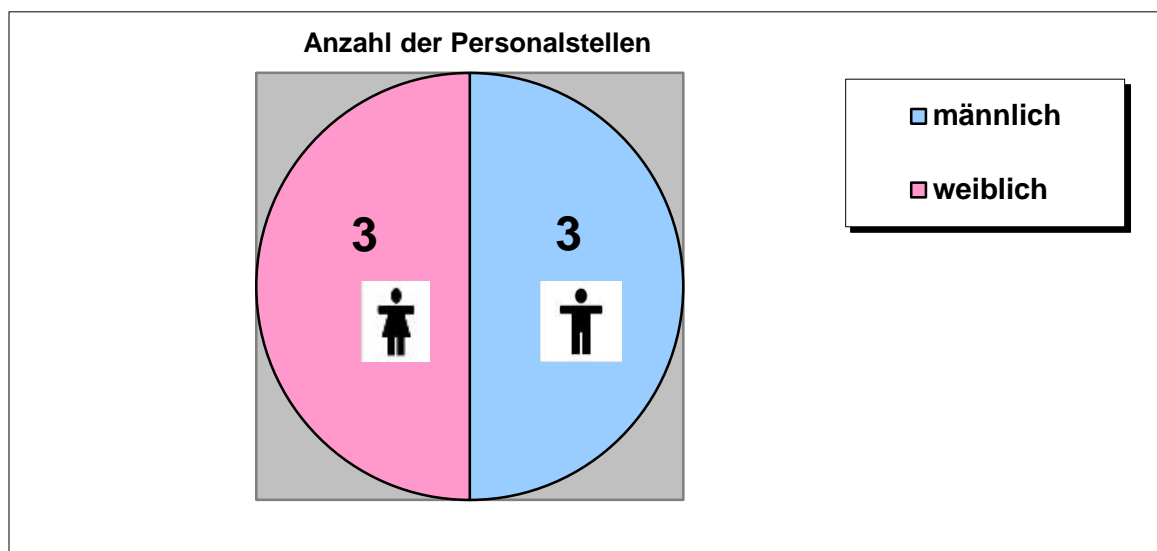 Anzahl der Personalstellen
männlich
weiblich
3
3